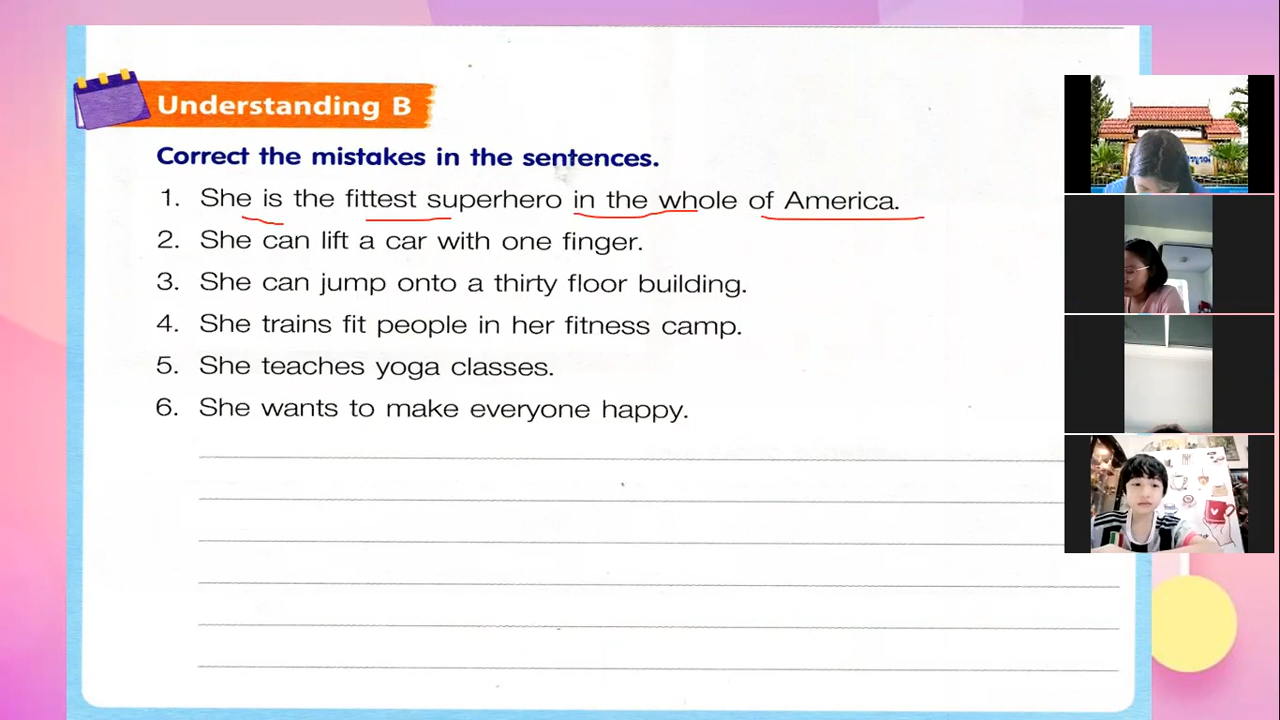 Understanding B
Correct the mistakes in the sentences.
1. She is the fittest superhero in the whole of America.
2. She can lift a car with one finger.
3. She can jump onto a thirty floor building.
4. She trains fit people in her fitness camp.
5. She teaches yoga classes.
6. She wants to make everyone happy.